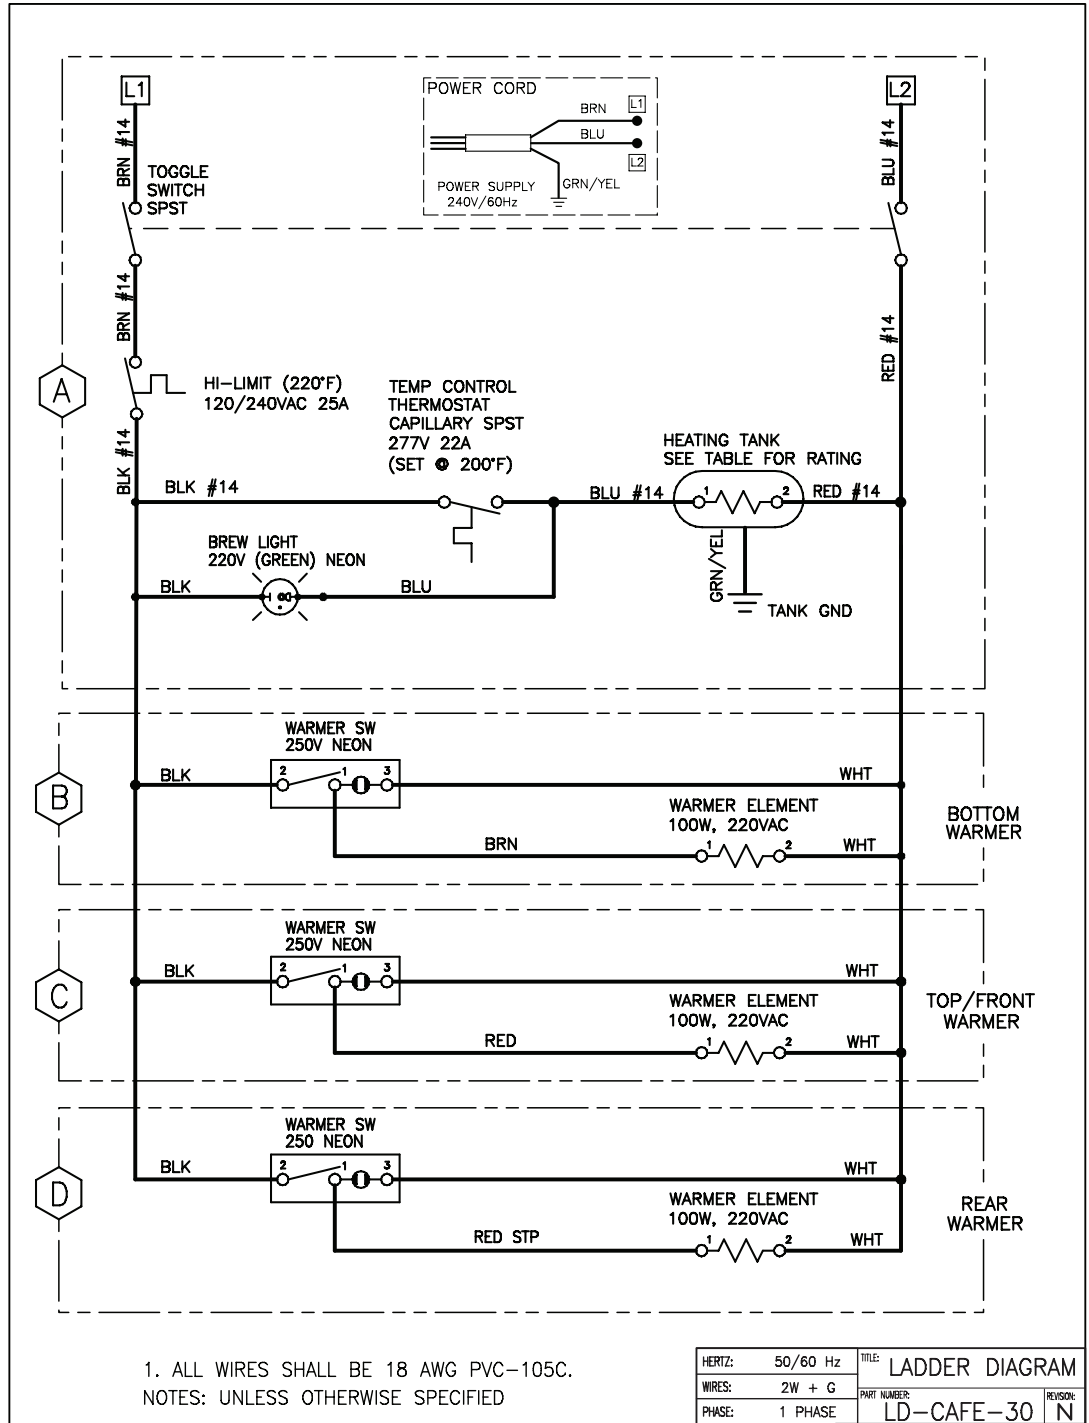 L1
L2
POWER CORD
BRN
L1
BLU
L2
GRN/YEL
POWER SUPPLY
240V/60Hz
BRN #14
BLU #14
TOGGLE
SWITCH
SPST
BRN #14
RED #14
A
HI-LIMIT (220°F)
120/240VAC 25A
TEMP CONTROL
THERMOSTAT
CAPILLARY SPST
277V 22A
(SET @ 200°F)
HEATING TANK
SEE TABLE FOR RATING
BLK #14
BLK #14
BLU #14
1
2
RED #14
BREW LIGHT
220V (GREEN) NEON
BLK
BLU
GRN/YEL
TANK GND
B
WARMER SW
250V NEON
BLK
2
1
3
WHT
WARMER ELEMENT
100W, 220VAC
BRN
1
2
WHT
BOTTOM
WARMER
C
WARMER SW
250V NEON
BLK
2
1
3
WHT
WARMER ELEMENT
100W, 220VAC
RED
1
2
WHT
TOP/FRONT
WARMER
D
WARMER SW
250 NEON
BLK
2
1
3
WHT
WARMER ELEMENT
100W, 220VAC
RED STP
1
2
WHT
REAR
WARMER
1. ALL WIRES SHALL BE 18 AWG PVC-105C.
NOTES: UNLESS OTHERWISE SPECIFIED
HERTZ: 50/60 Hz
WIRES: 2W + G
PHASE: 1 PHASE
TITLE: LADDER DIAGRAM
PART NUMBER: LD-CAFE-30
REVISION: N